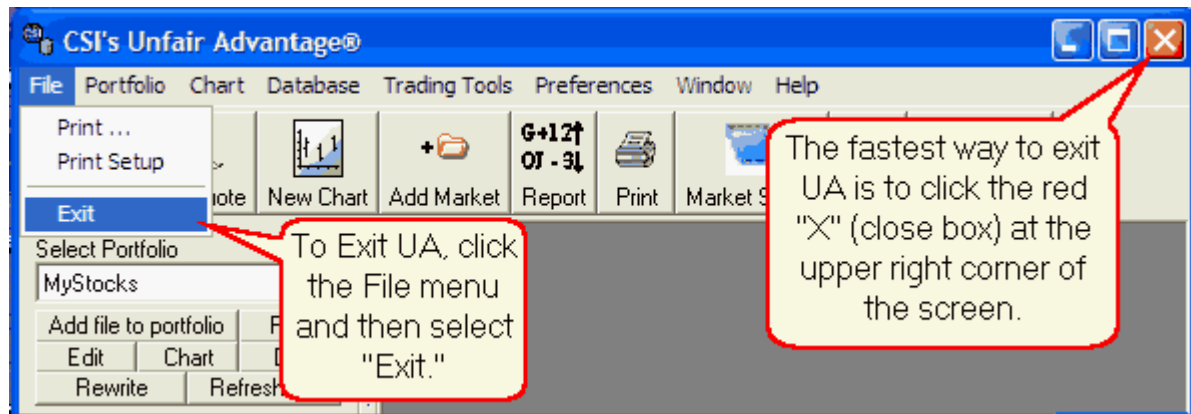 CSI's Unfair Advantage®
File Portfolio Chart Database Trading Tools Preferences Window Help
Print ...
Print Setup
Exit
G+12
OJ - 3
New Chart Add Market Report Print Market
The fastest way to exit
UA is to click the red
"X" (close box) at the
upper right corner of
the screen.
To Exit UA, click
the File menu
and then select
"Exit."
Select Portfolio
MyStocks
Add file to portfolio
Edit Chart
Rewrite Refresh